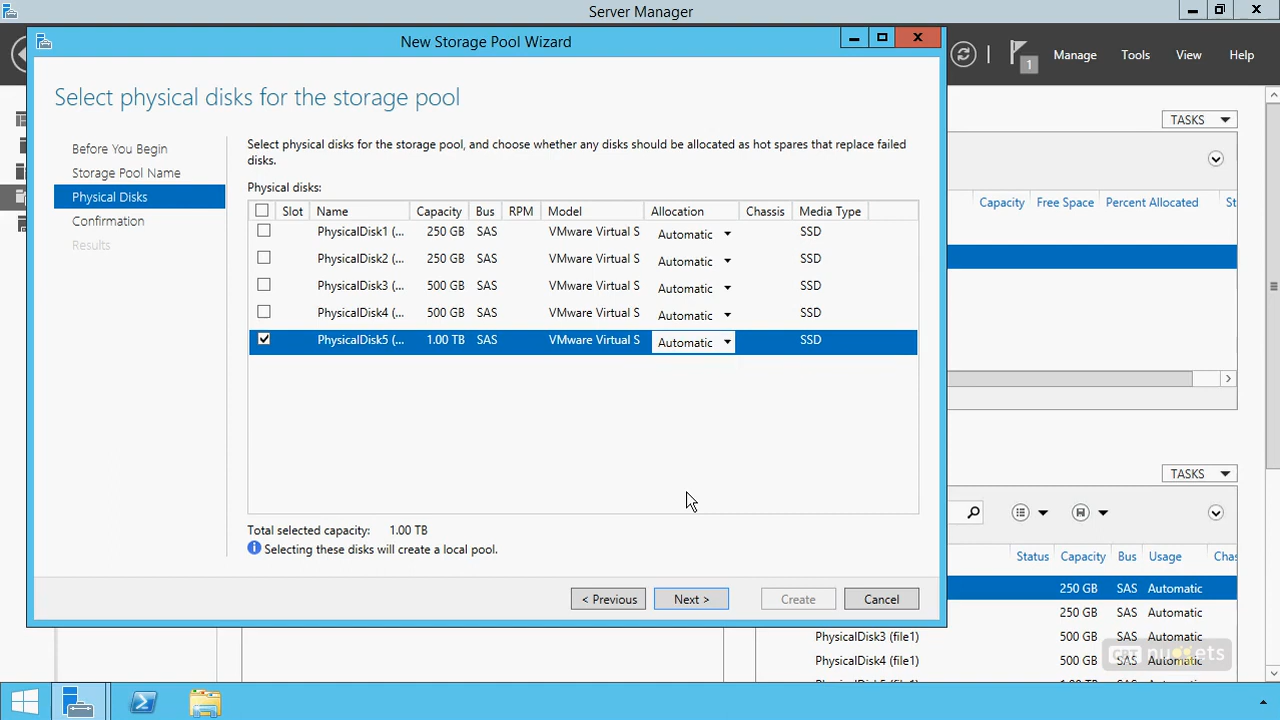 Server Manager
New Storage Pool Wizard
1
Manage
Tools
View
Help
Select physical disks for the storage pool
TASKS
Before You Begin
Storage Pool Name
Physical Disks
Confirmation
Results
Select physical disks for the storage pool, and choose whether any disks should be allocated as hot spares that replace failed
disks.
Physical disks:
Slot Name Capacity Bus RPM Model Allocation Chassis Media Type
PhysicalDisk1 (... 250 GB SAS VMware Virtual S Automatic SSD
PhysicalDisk2 (... 250 GB SAS VMware Virtual S Automatic SSD
PhysicalDisk3 (... 500 GB SAS VMware Virtual S Automatic SSD
PhysicalDisk4 (... 500 GB SAS VMware Virtual S Automatic SSD
PhysicalDisk5 (... 1.00 TB SAS VMware Virtual S Automatic SSD
Total selected capacity: 1.00 TB
Selecting these disks will create a local pool.
< Previous
Next >
Create
Cancel
Capacity Free Space Percent Allocated St
TASKS
Status Capacity Bus Usage Chas
250 GB SAS Automatic
250 GB SAS Automatic
PhysicalDisk3 (file1) 500 GB SAS Automatic
PhysicalDisk4 (file1) 500 GB SAS Automatic
CBT nuggets